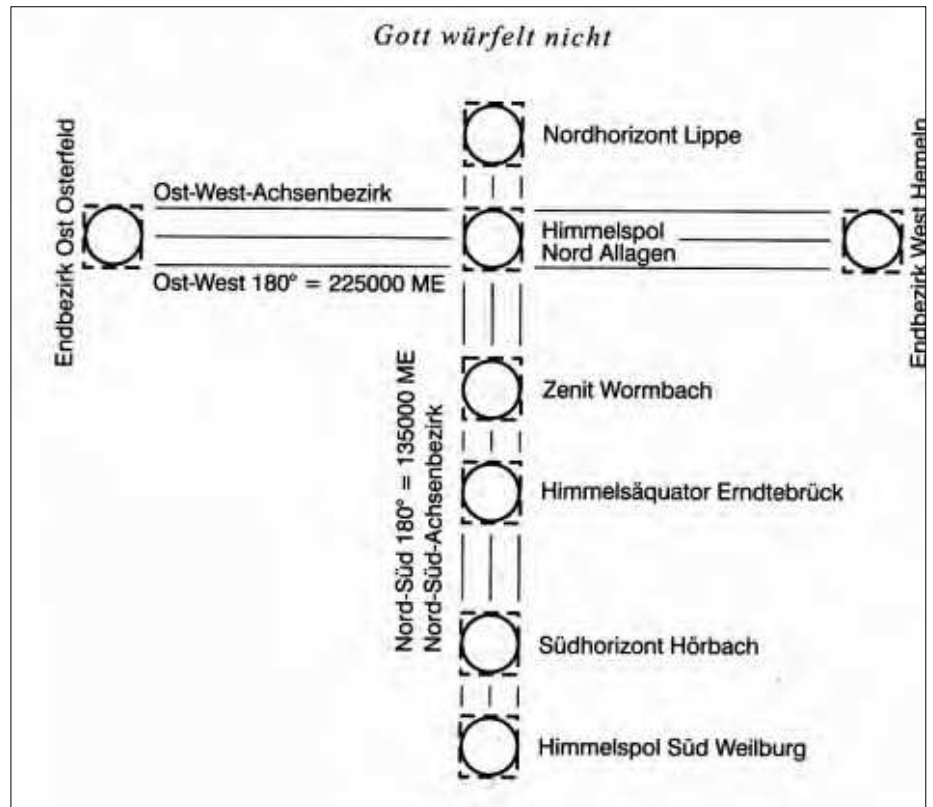 Gott würfelt nicht
Nordhorizont Lippe
Endbezirk Ost Osterfeld
Ost-West-Achsenbezirk
Himmelspol
Nord Allagen
Endbezirk West Hemeln
Ost-West 180° = 225000 ME
Nord-Süd 180° = 135000 ME
Nord-Süd-Achsenbezirk
Zenit Wormbach
Himmelsäquator Erndtebrück
Südhorizont Hörbach
Himmelspol Süd Weilburg